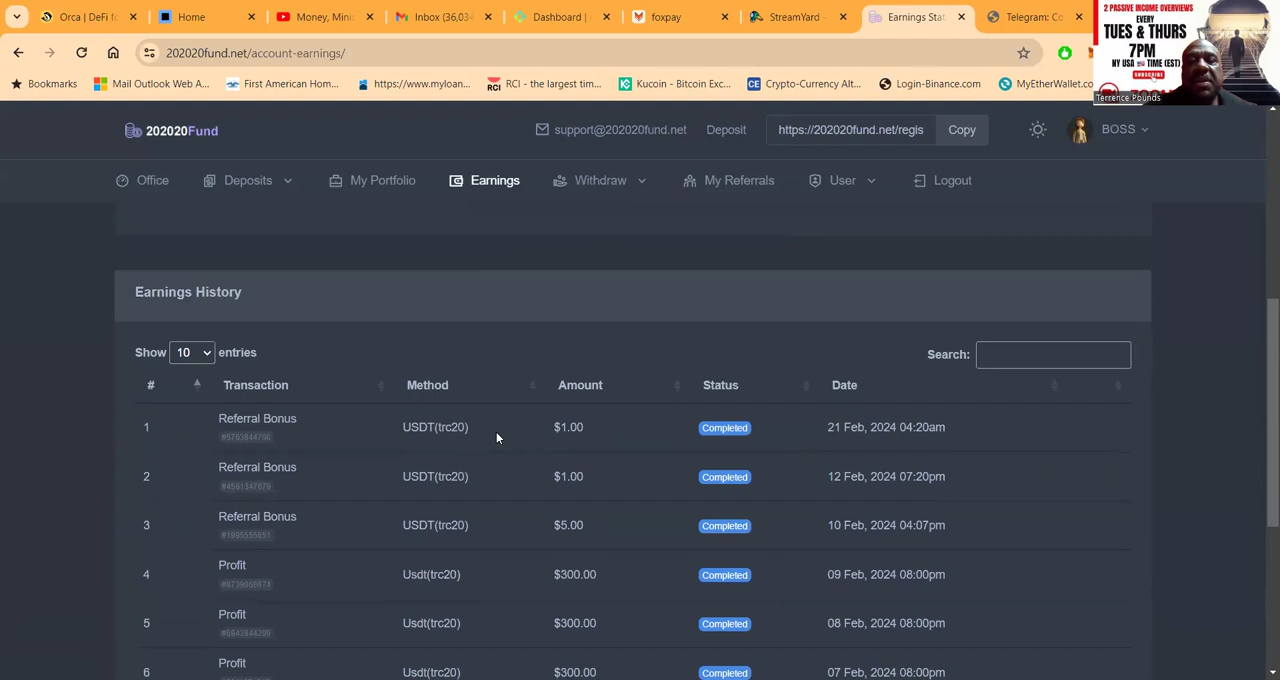 Orca | DeFi fo
Home
Money, Mini
Inbox (36,034
Dashboard |
foxpay
StreamYard -
Earnings Stat
Telegram: Co
202020fund.net/account-earnings/
Bookmarks
Mail Outlook Web A...
First American Hom...
https://www.myloan...
RCI - the largest tim...
Kucoin - Bitcoin Exc...
Crypto-Currency Alt...
Login-Binance.com
MyEtherWallet.co
2 PASSIVE INCOME OVERVIEWS
EVERY
TUES & THURS
7PM
NY USA TIME (EST)
SUBSCRIBE
Terrence Pounds
202020Fund
support@202020fund.net
Deposit
https://202020fund.net/regis
Copy
BOSS
Office
Deposits
My Portfolio
Earnings
Withdraw
My Referrals
User
Logout
Earnings History
Show 10 entries
Search:
# Transaction Method Amount Status Date
1 Referral Bonus USDT(trc20) $1.00 Completed 21 Feb, 2024 04:20am
2 Referral Bonus USDT(trc20) $1.00 Completed 12 Feb, 2024 07:20pm
3 Referral Bonus USDT(trc20) $5.00 Completed 10 Feb, 2024 04:07pm
4 Profit Usdt(trc20) $300.00 Completed 09 Feb, 2024 08:00pm
5 Profit Usdt(trc20) $300.00 Completed 08 Feb, 2024 08:00pm
6 Profit Usdt(trc20) $300.00 Completed 07 Feb, 2024 08:00pm